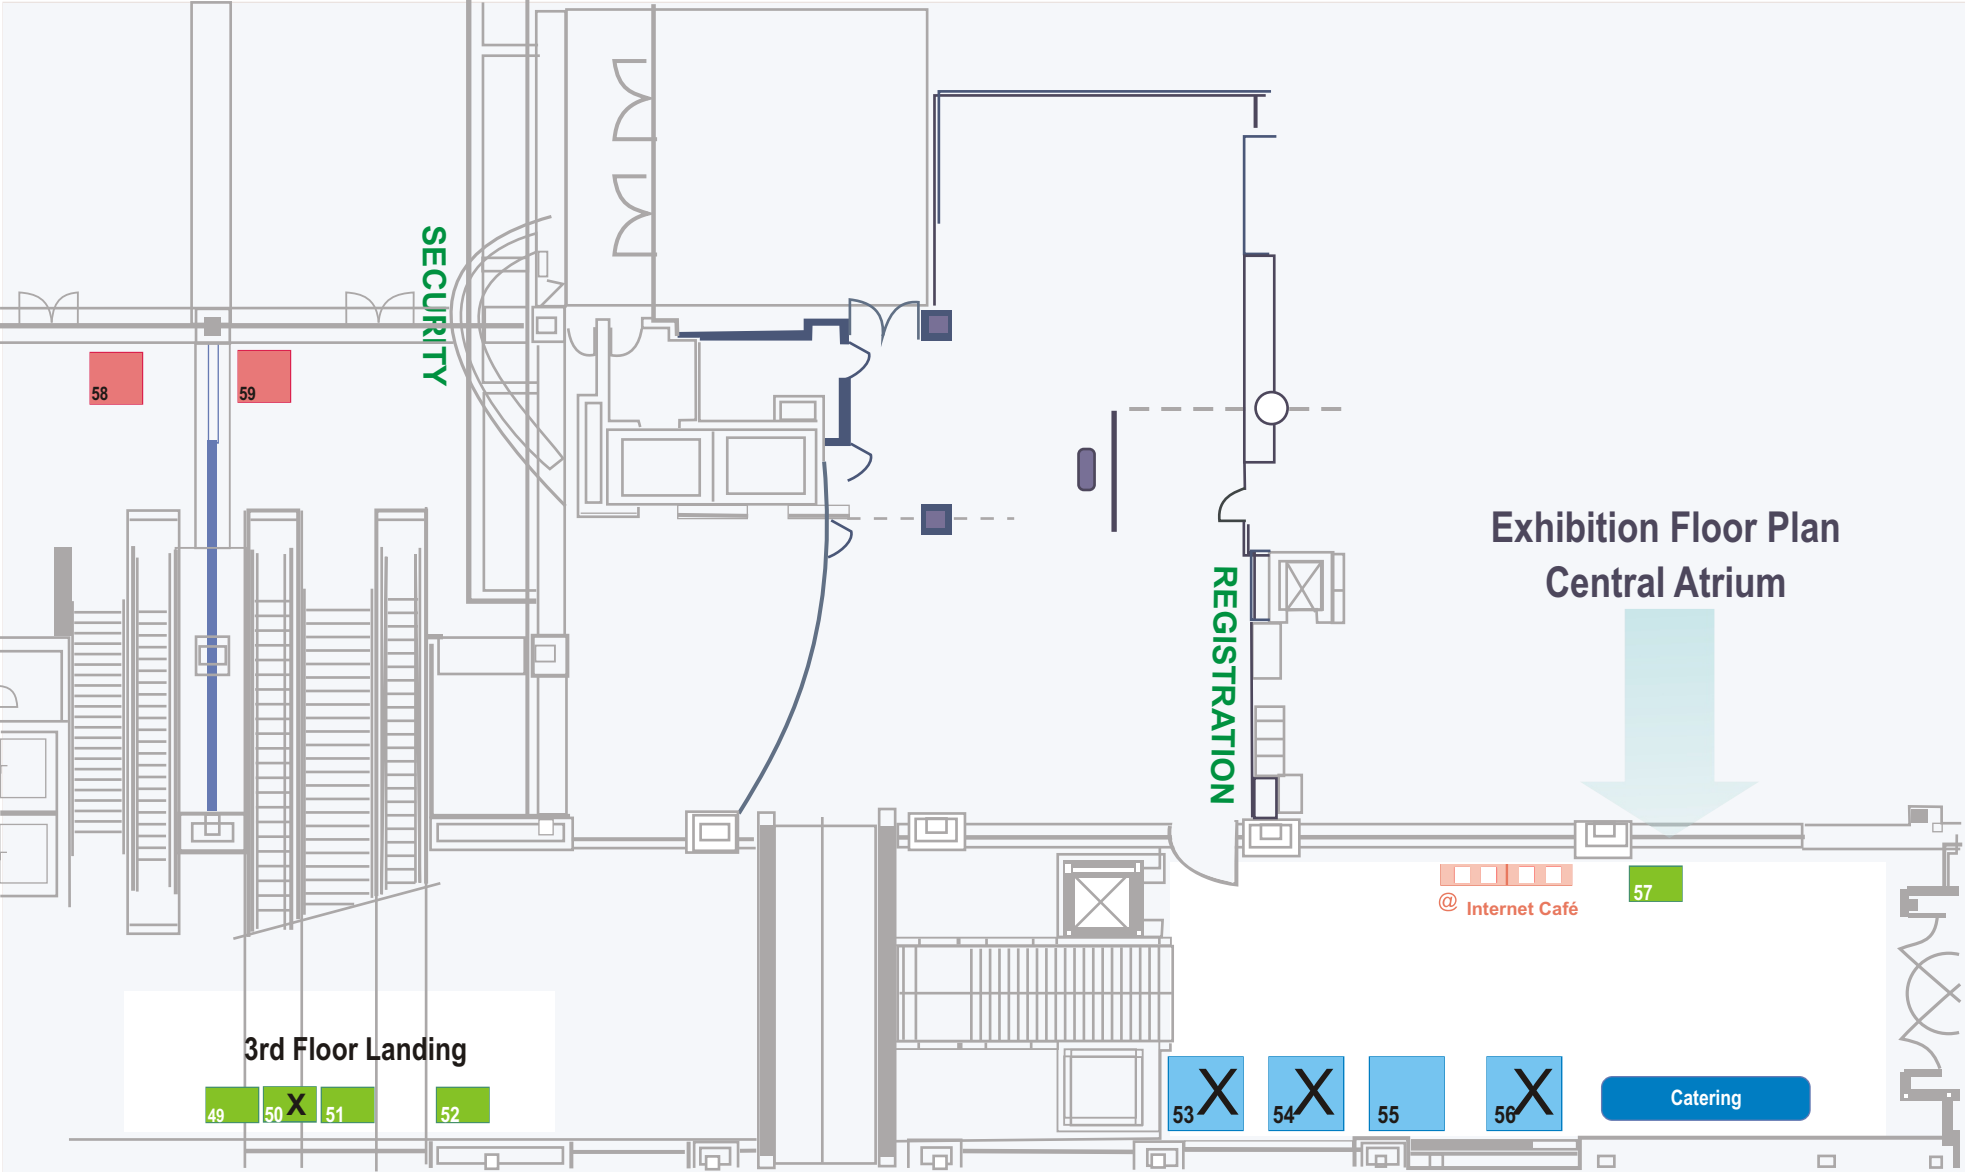 SECURITY
58
59
Exhibition Floor Plan
Central Atrium
REGISTRATION
57
@ Internet Café
3rd Floor Landing
49
50 X
51
52
53 X
54 X
55
56 X
Catering